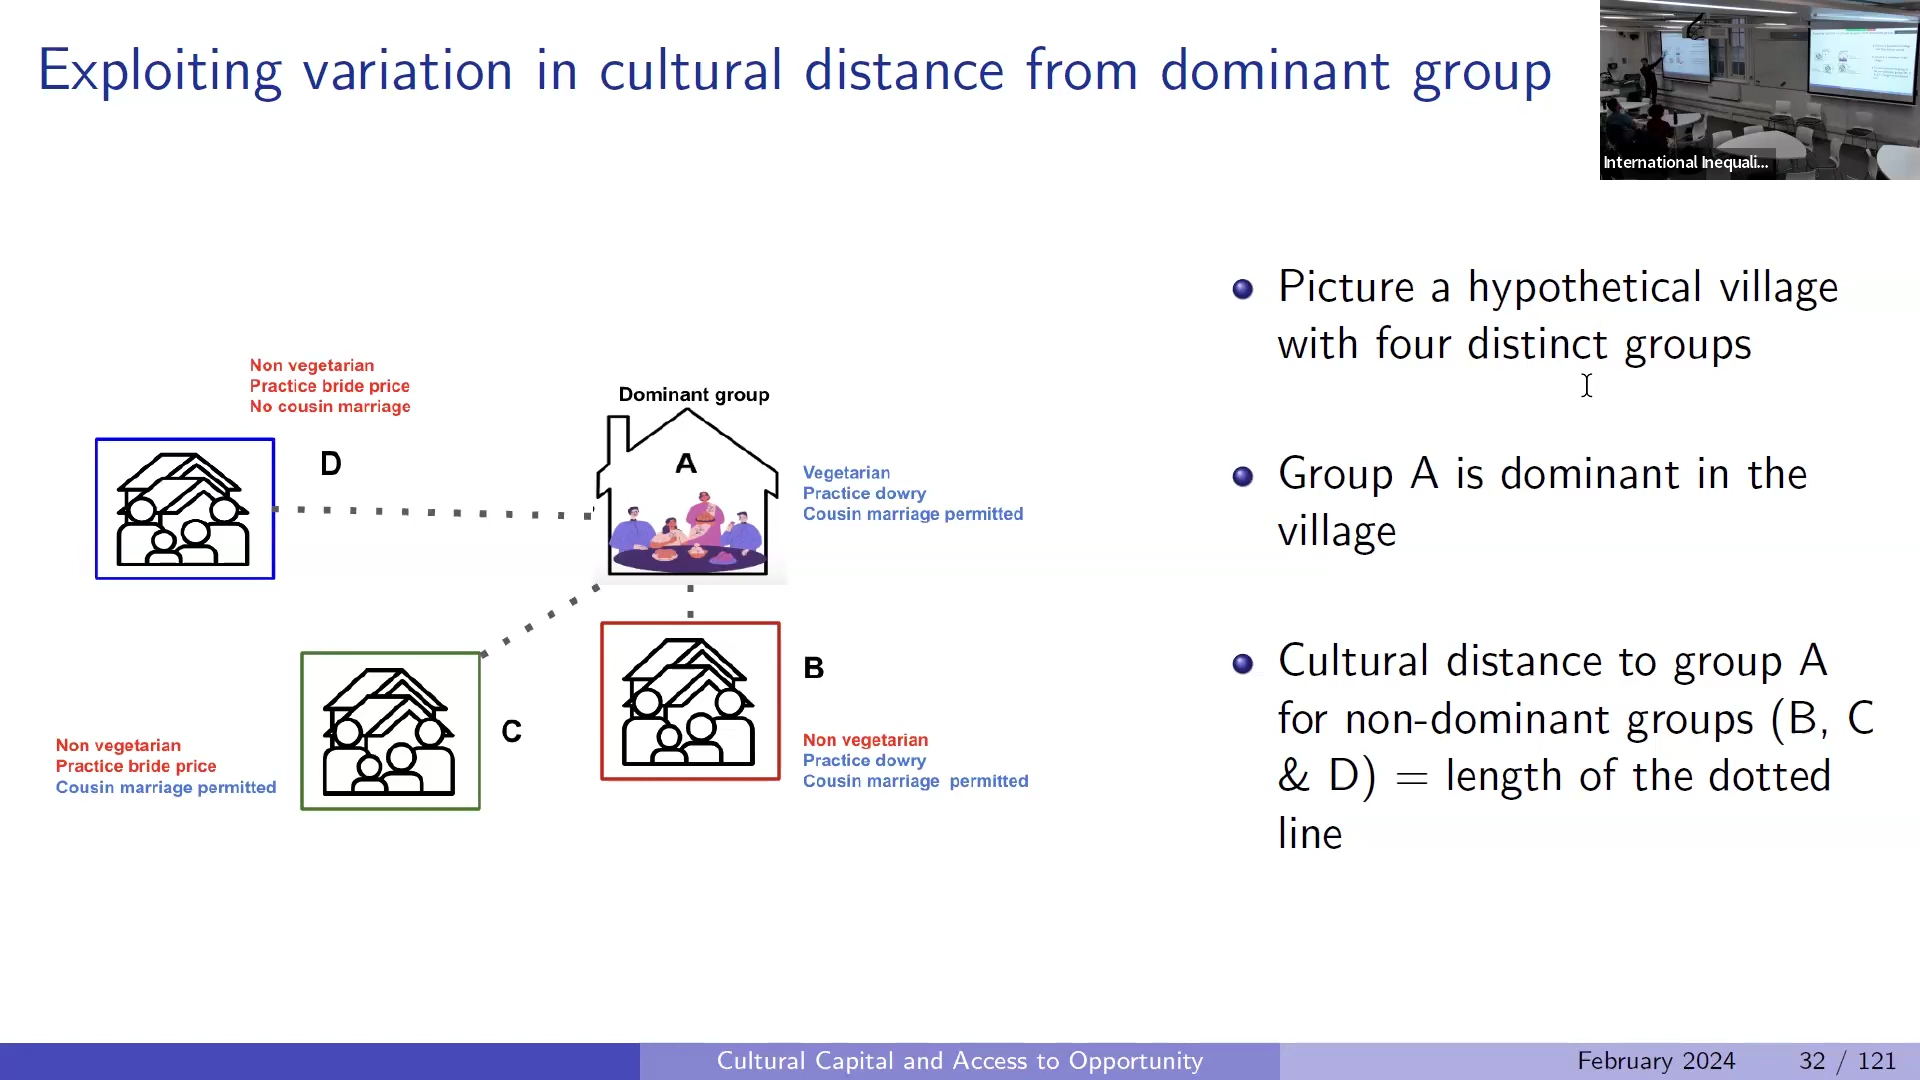 Exploiting variation in cultural distance from dominant group
International Inequali...
Non vegetarian
Practice bride price
No cousin marriage
D
Dominant group
A
Vegetarian
Practice dowry
Cousin marriage permitted
B
Non vegetarian
Practice dowry
Cousin marriage permitted
C
Non vegetarian
Practice bride price
Cousin marriage permitted
Picture a hypothetical village
with four distinct groups
Group A is dominant in the
village
Cultural distance to group A
for non-dominant groups (B, C
& D) = length of the dotted
line
Cultural Capital and Access to Opportunity
February 2024
32 / 121